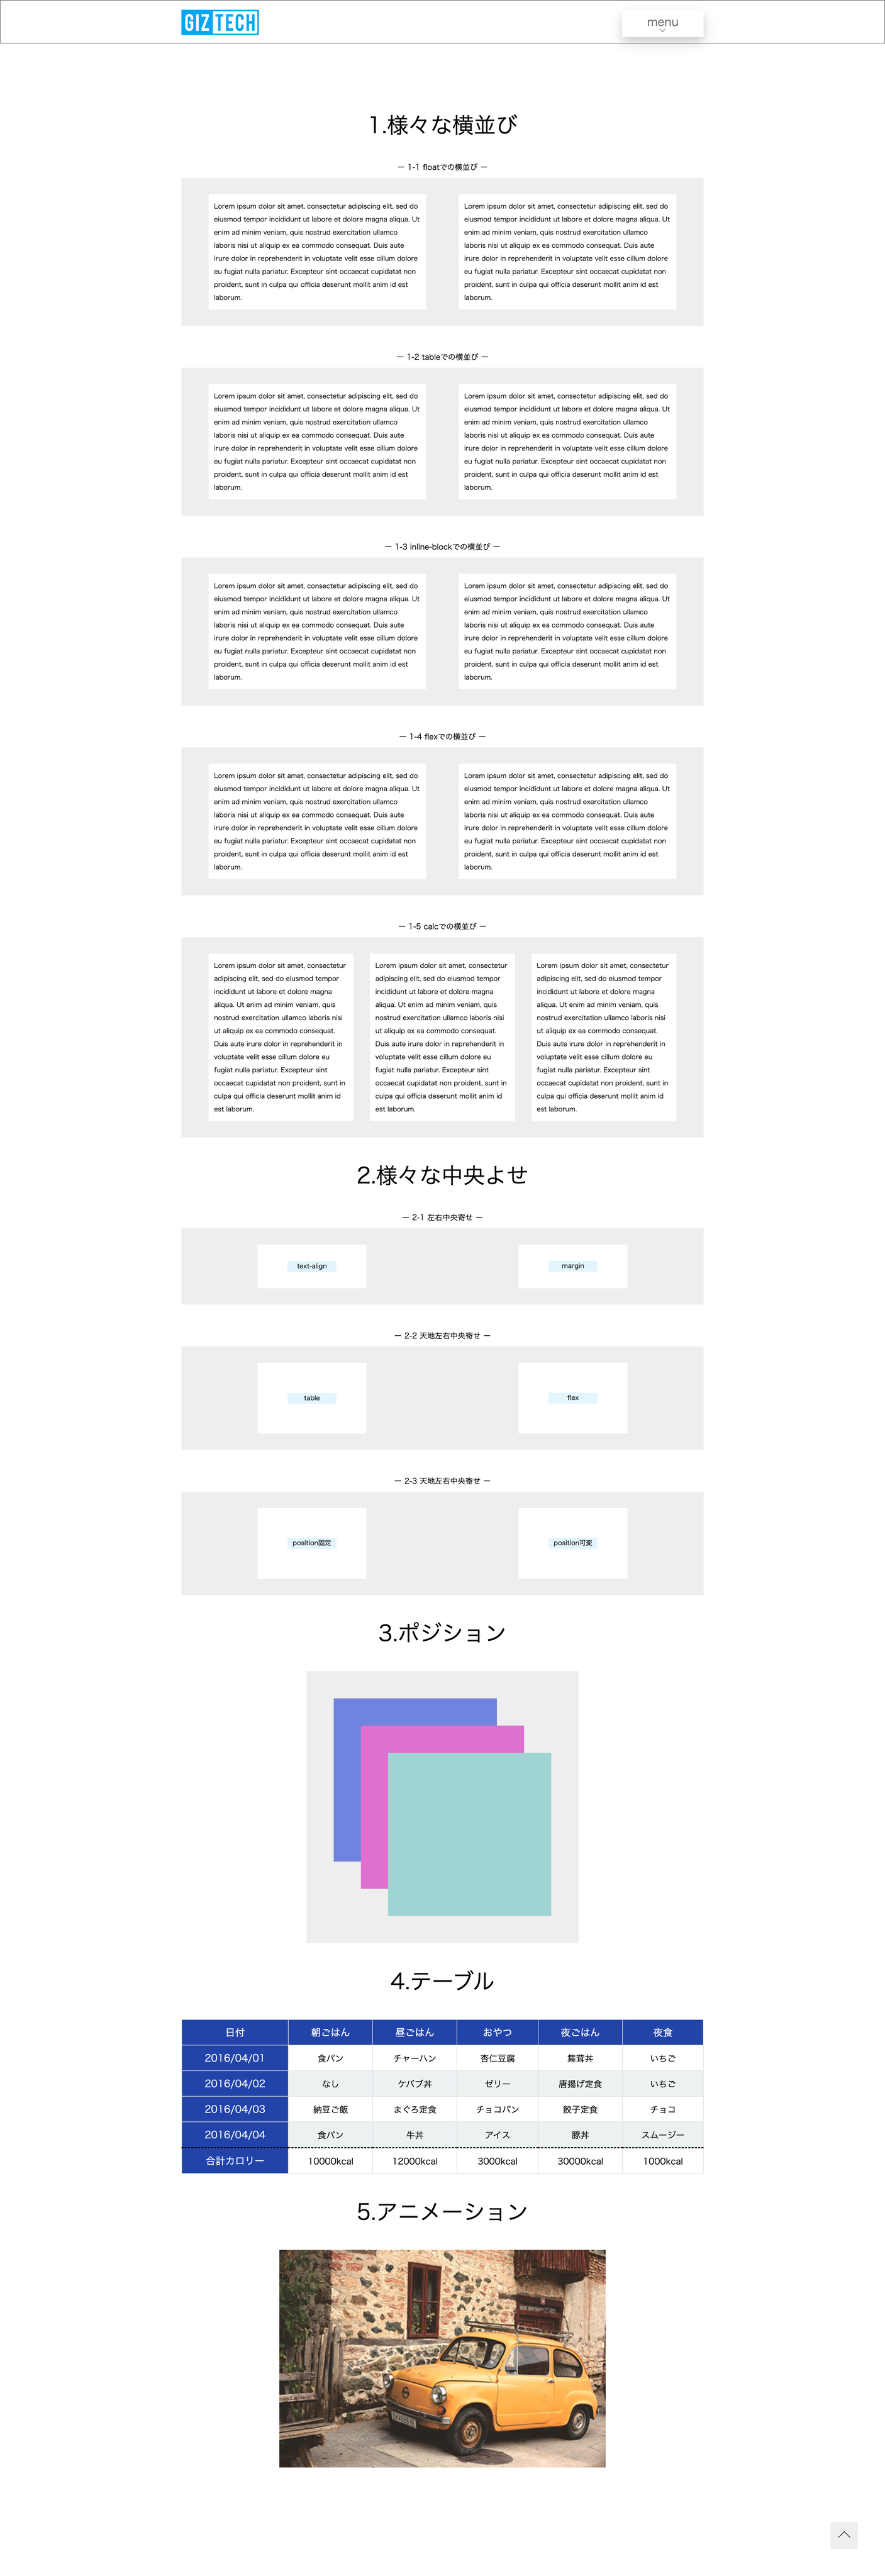 GIZTECH
menu
1.様々な横並び
ー 1-1 floatでの横並び ー
Lorem ipsum dolor sit amet, consectetur adipiscing elit, sed do
eiusmod tempor incididunt ut labore et dolore magna aliqua. Ut
enim ad minim veniam, quis nostrud exercitation ullamco
laboris nisi ut aliquip ex ea commodo consequat. Duis aute
irure dolor in reprehenderit in voluptate velit esse cillum dolore
eu fugiat nulla pariatur. Excepteur sint occaecat cupidatat non
proident, sunt in culpa qui officia deserunt mollit anim id est
laborum.
Lorem ipsum dolor sit amet, consectetur adipiscing elit, sed do
eiusmod tempor incididunt ut labore et dolore magna aliqua. Ut
enim ad minim veniam, quis nostrud exercitation ullamco
laboris nisi ut aliquip ex ea commodo consequat. Duis aute
irure dolor in reprehenderit in voluptate velit esse cillum dolore
eu fugiat nulla pariatur. Excepteur sint occaecat cupidatat non
proident, sunt in culpa qui officia deserunt mollit anim id est
laborum.
ー 1-2 tableでの横並び ー
Lorem ipsum dolor sit amet, consectetur adipiscing elit, sed do
eiusmod tempor incididunt ut labore et dolore magna aliqua. Ut
enim ad minim veniam, quis nostrud exercitation ullamco
laboris nisi ut aliquip ex ea commodo consequat. Duis aute
irure dolor in reprehenderit in voluptate velit esse cillum dolore
eu fugiat nulla pariatur. Excepteur sint occaecat cupidatat non
proident, sunt in culpa qui officia deserunt mollit anim id est
laborum.
Lorem ipsum dolor sit amet, consectetur adipiscing elit, sed do
eiusmod tempor incididunt ut labore et dolore magna aliqua. Ut
enim ad minim veniam, quis nostrud exercitation ullamco
laboris nisi ut aliquip ex ea commodo consequat. Duis aute
irure dolor in reprehenderit in voluptate velit esse cillum dolore
eu fugiat nulla pariatur. Excepteur sint occaecat cupidatat non
proident, sunt in culpa qui officia deserunt mollit anim id est
laborum.
ー 1-3 inline-blockでの横並び ー
Lorem ipsum dolor sit amet, consectetur adipiscing elit, sed do
eiusmod tempor incididunt ut labore et dolore magna aliqua. Ut
enim ad minim veniam, quis nostrud exercitation ullamco
laboris nisi ut aliquip ex ea commodo consequat. Duis aute
irure dolor in reprehenderit in voluptate velit esse cillum dolore
eu fugiat nulla pariatur. Excepteur sint occaecat cupidatat non
proident, sunt in culpa qui officia deserunt mollit anim id est
laborum.
Lorem ipsum dolor sit amet, consectetur adipiscing elit, sed do
eiusmod tempor incididunt ut labore et dolore magna aliqua. Ut
enim ad minim veniam, quis nostrud exercitation ullamco
laboris nisi ut aliquip ex ea commodo consequat. Duis aute
irure dolor in reprehenderit in voluptate velit esse cillum dolore
eu fugiat nulla pariatur. Excepteur sint occaecat cupidatat non
proident, sunt in culpa qui officia deserunt mollit anim id est
laborum.
ー 1-4 flexでの横並び ー
Lorem ipsum dolor sit amet, consectetur adipiscing elit, sed do
eiusmod tempor incididunt ut labore et dolore magna aliqua. Ut
enim ad minim veniam, quis nostrud exercitation ullamco
laboris nisi ut aliquip ex ea commodo consequat. Duis aute
irure dolor in reprehenderit in voluptate velit esse cillum dolore
eu fugiat nulla pariatur. Excepteur sint occaecat cupidatat non
proident, sunt in culpa qui officia deserunt mollit anim id est
laborum.
Lorem ipsum dolor sit amet, consectetur adipiscing elit, sed do
eiusmod tempor incididunt ut labore et dolore magna aliqua. Ut
enim ad minim veniam, quis nostrud exercitation ullamco
laboris nisi ut aliquip ex ea commodo consequat. Duis aute
irure dolor in reprehenderit in voluptate velit esse cillum dolore
eu fugiat nulla pariatur. Excepteur sint occaecat cupidatat non
proident, sunt in culpa qui officia deserunt mollit anim id est
laborum.
ー 1-5 calcでの横並び ー
Lorem ipsum dolor sit amet, consectetur
adipiscing elit, sed do eiusmod tempor
incididunt ut labore et dolore magna
aliqua. Ut enim ad minim veniam, quis
nostrud exercitation ullamco laboris nisi
ut aliquip ex ea commodo consequat.
Duis aute irure dolor in reprehenderit in
voluptate velit esse cillum dolore eu
fugiat nulla pariatur. Excepteur sint
occaecat cupidatat non proident, sunt in
culpa qui officia deserunt mollit anim id
est laborum.
Lorem ipsum dolor sit amet, consectetur
adipiscing elit, sed do eiusmod tempor
incididunt ut labore et dolore magna
aliqua. Ut enim ad minim veniam, quis
nostrud exercitation ullamco laboris nisi
ut aliquip ex ea commodo consequat.
Duis aute irure dolor in reprehenderit in
voluptate velit esse cillum dolore eu
fugiat nulla pariatur. Excepteur sint
occaecat cupidatat non proident, sunt in
culpa qui officia deserunt mollit anim id
est laborum.
Lorem ipsum dolor sit amet, consectetur
adipiscing elit, sed do eiusmod tempor
incididunt ut labore et dolore magna
aliqua. Ut enim ad minim veniam, quis
nostrud exercitation ullamco laboris nisi
ut aliquip ex ea commodo consequat.
Duis aute irure dolor in reprehenderit in
voluptate velit esse cillum dolore eu
fugiat nulla pariatur. Excepteur sint
occaecat cupidatat non proident, sunt in
culpa qui officia deserunt mollit anim id
est laborum.
2.様々な中央よせ
ー 2-1 左右中央寄せ ー
text-align
margin
ー 2-2 天地左右中央寄せ ー
table
flex
ー 2-3 天地左右中央寄せ ー
position固定
position可変
3.ポジション
4.テーブル
日付 朝ごはん 昼ごはん おやつ 夜ごはん 夜食
2016/04/01 食パン チャーハン 杏仁豆腐 舞茸丼 いちご
2016/04/02 なし ケバブ丼 ゼリー 唐揚げ定食 いちご
2016/04/03 納豆ご飯 まぐろ定食 チョコパン 餃子定食 チョコ
2016/04/04 食パン 牛丼 アイス 豚丼 スムージー
合計カロリー 10000kcal 12000kcal 3000kcal 30000kcal 1000kcal
5.アニメーション